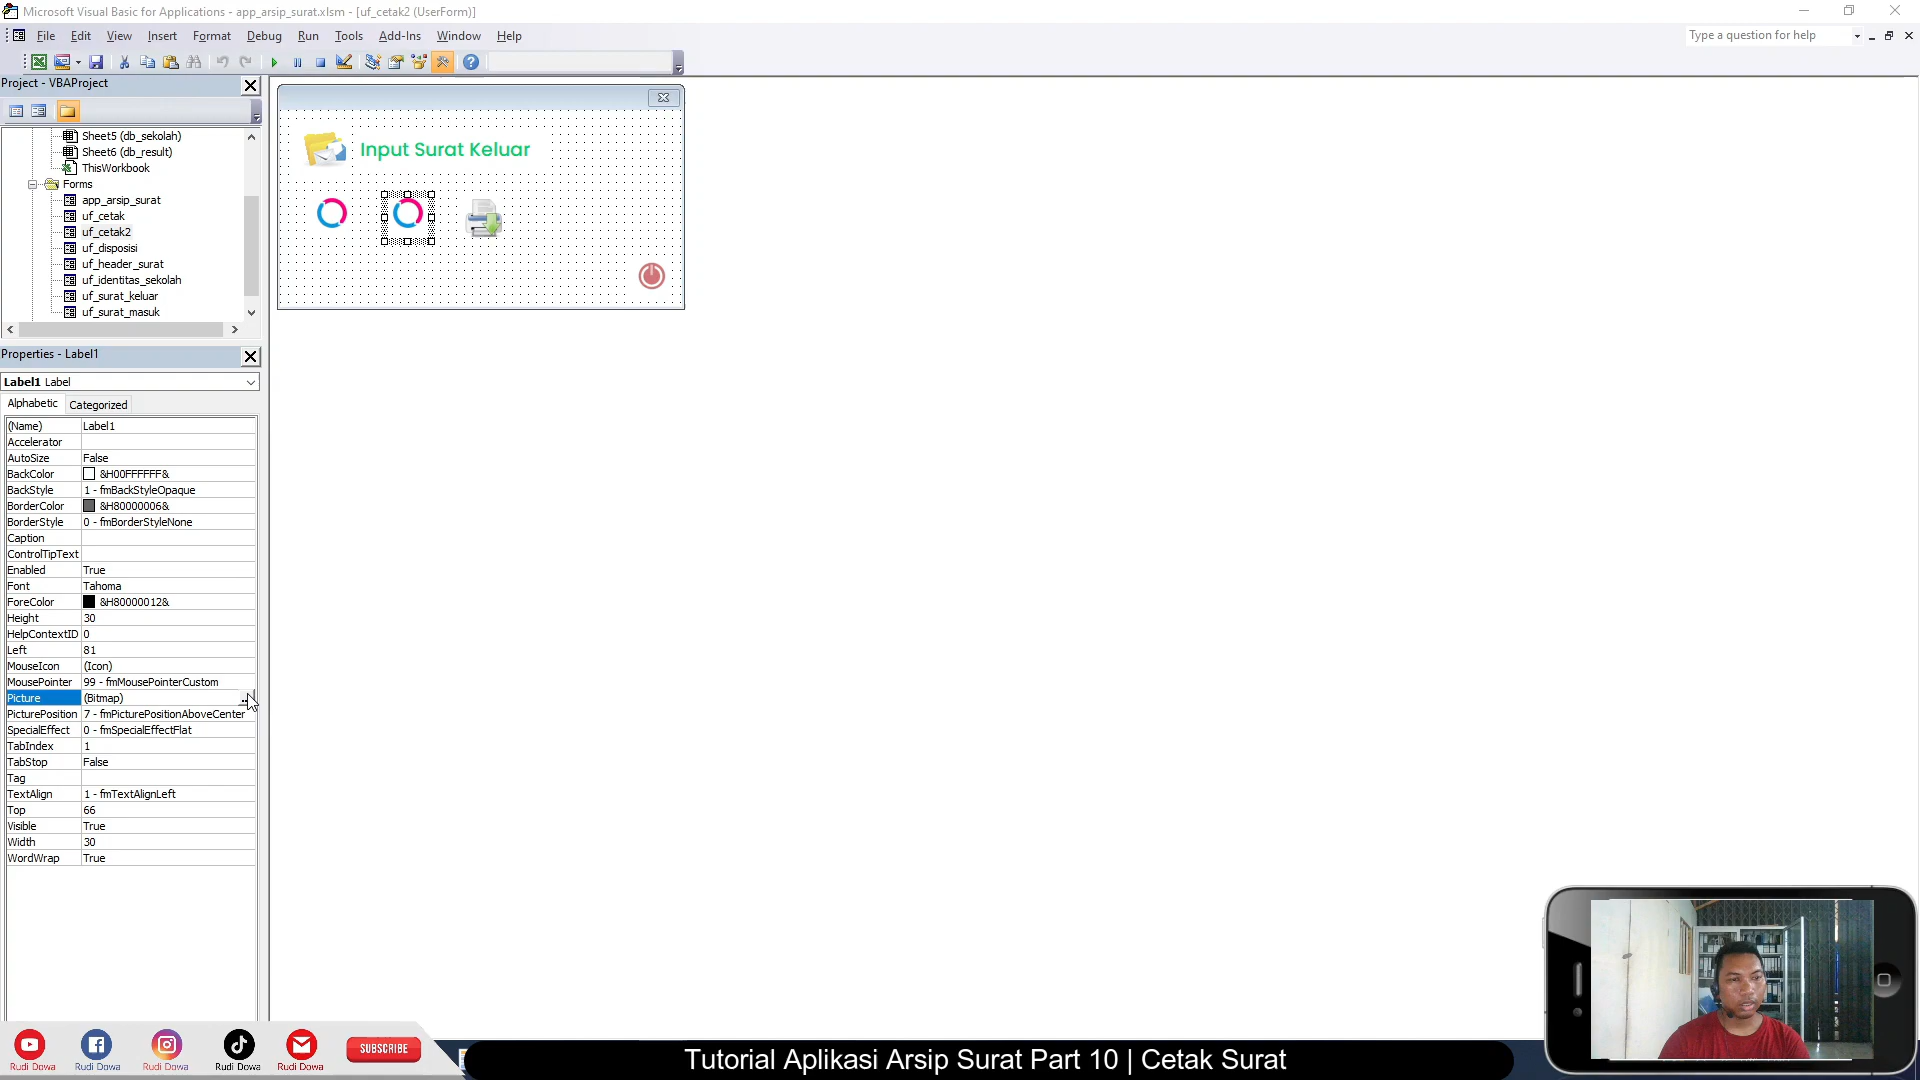 Microsoft Visual Basic for Applications - app_arsip_surat.xlsm - [uf_cetak2 (UserForm)]
File Edit View Insert Format Debug Run Tools Add-Ins Window Help
Type a question for help
Project - VBAProject
Sheet5 (db_sekolah)
Sheet6 (db_result)
ThisWorkbook
Forms
app_arsip_surat
uf_cetak
uf_cetak2
uf_disposisi
uf_header_surat
uf_identitas_sekolah
uf_surat_keluar
uf_surat_masuk
Input Surat Keluar
Properties - Label1
Label1 Label
Alphabetic Categorized
(Name) Label1
Accelerator
AutoSize False
BackColor &H00FFFFFF&
BackStyle 1 - fmBackStyleOpaque
BorderColor &H80000006&
BorderStyle 0 - fmBorderStyleNone
Caption
ControlTipText
Enabled True
Font Tahoma
ForeColor &H80000012&
Height 30
HelpContextID 0
Left 81
MouseIcon (Icon)
MousePointer 99 - fmMousePointerCustom
Picture (Bitmap) ...
PicturePosition 7 - fmPicturePositionAboveCenter
SpecialEffect 0 - fmSpecialEffectFlat
TabIndex 1
TabStop False
Tag
TextAlign 1 - fmTextAlignLeft
Top 66
Visible True
Width 30
WordWrap True
Rudi Dowa Rudi Dowa Rudi Dowa Rudi Dowa Rudi Dowa
SUBSCRIBE
Tutorial Aplikasi Arsip Surat Part 10 | Cetak Surat